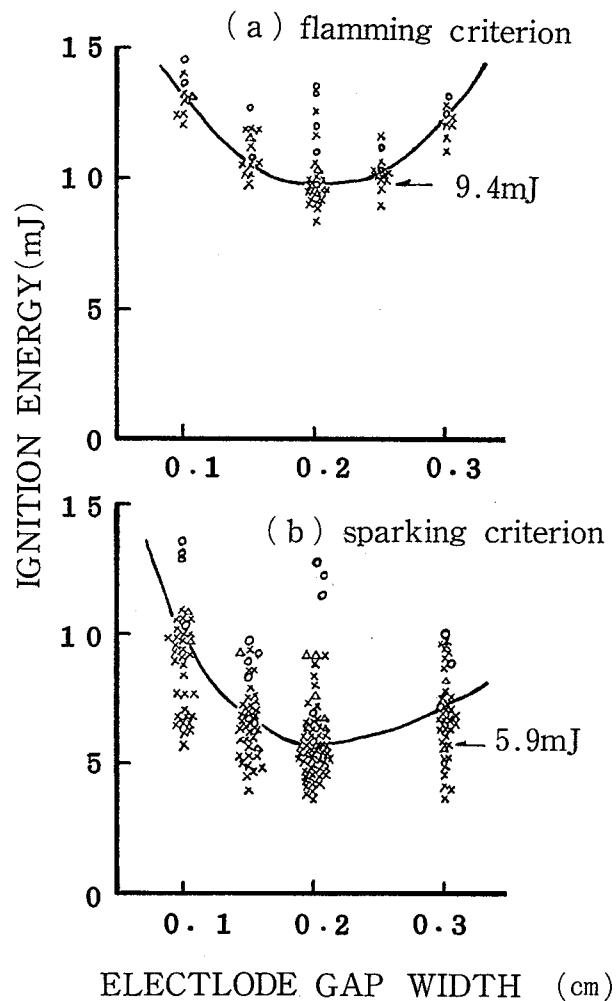 (a) flamming criterion
15
10
5
0
9.4mJ
0.1 0.2 0.3
IGNITION ENERGY(mJ)
(b) sparking criterion
15
10
5
0
5.9mJ
0.1 0.2 0.3
ELECTLODE GAP WIDTH (cm)